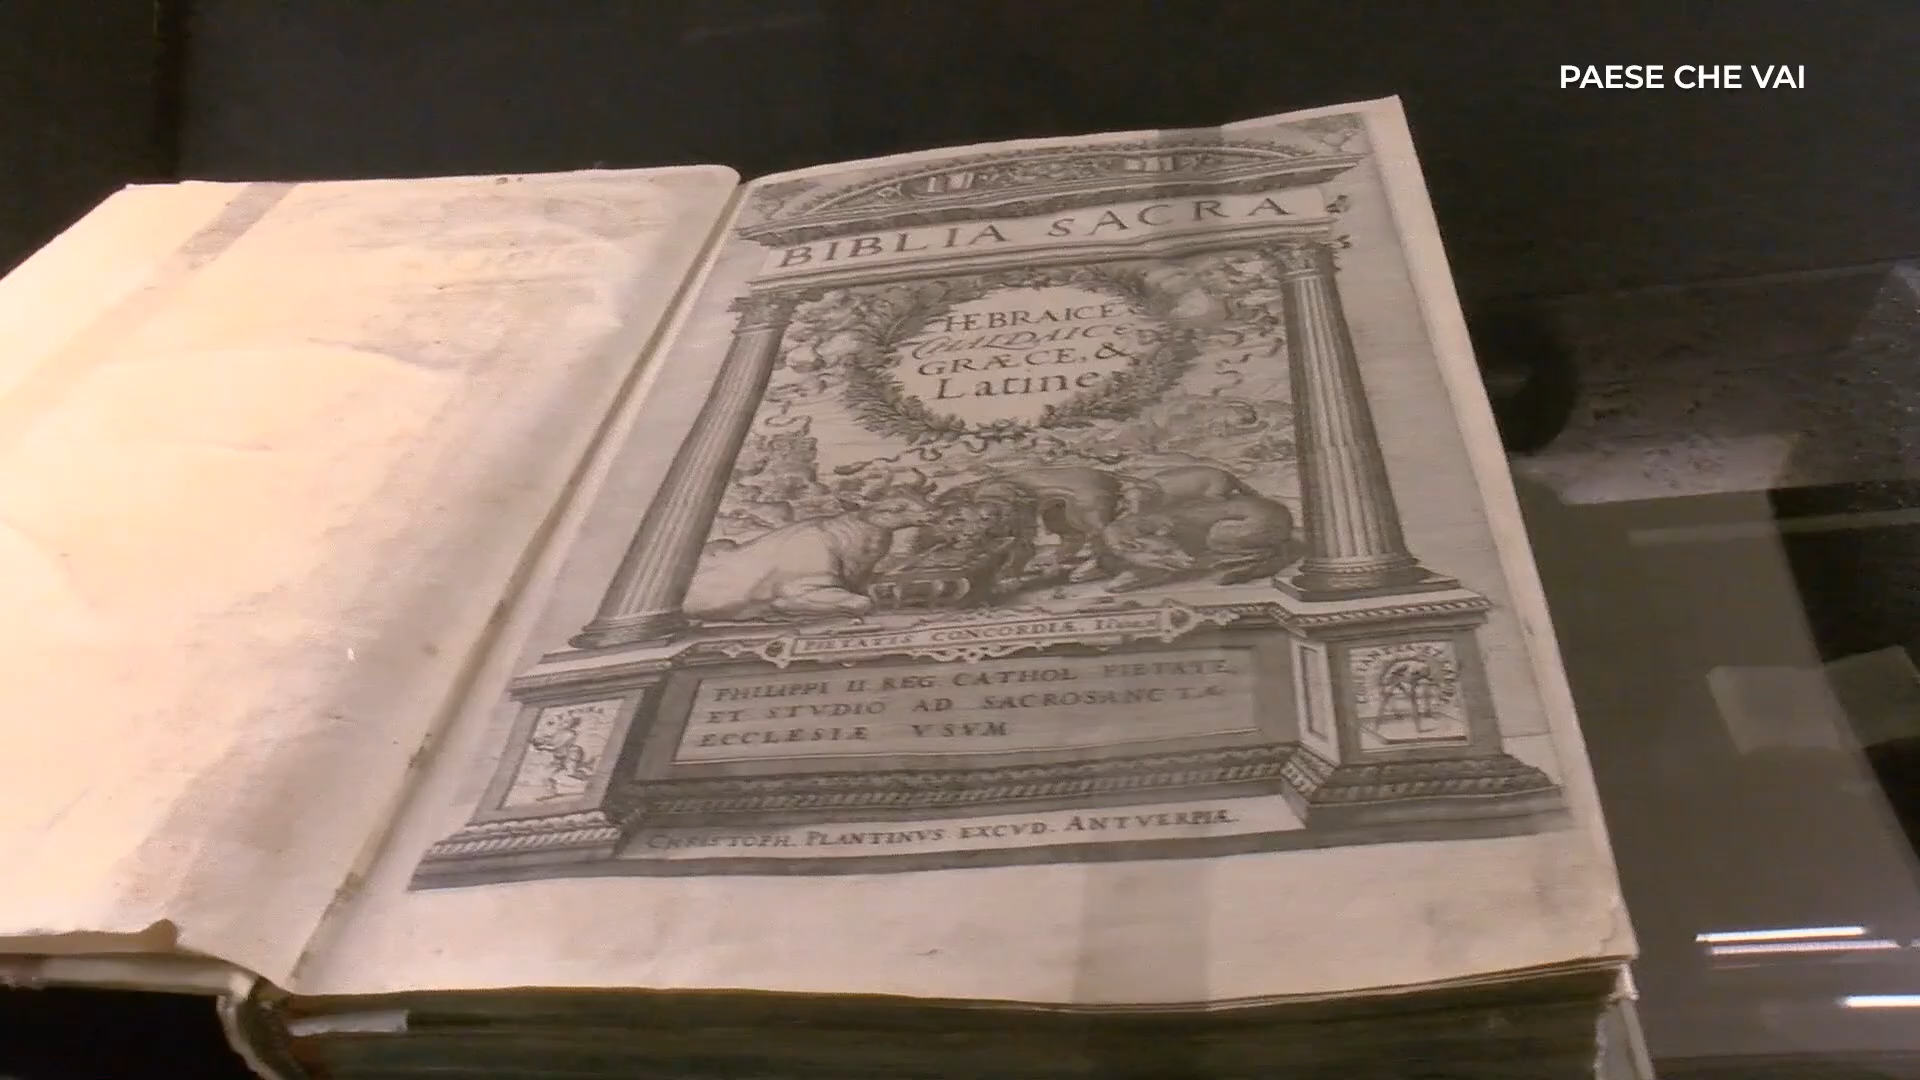 PAESE CHE VAI
BIBLIA SACRA
HEBRAICE
CHALDAICE
GRÆCE, &
Latine
PIETATIS CONCORDIÆ.
PHILIPPI II REG CATHOL PIETATE,
ET STVDIO AD SACROSANCTÆ
ECCLESIÆ VSVM
CHRISTOPH. PLANTINVS EXCVD. ANTVERPIÆ.